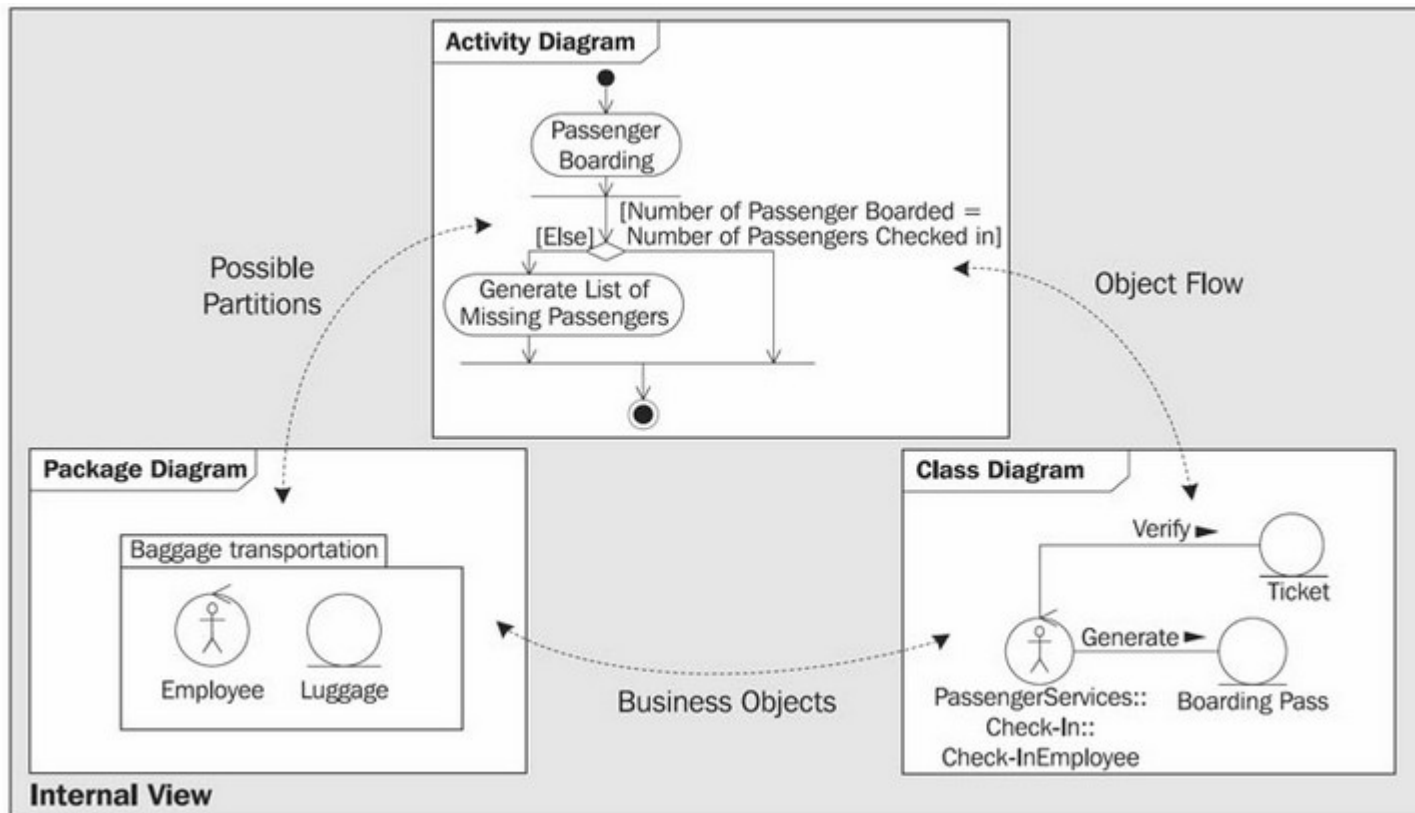 Activity Diagram
Passenger
Boarding
[Number of Passenger Boarded =
[Else] Number of Passengers Checked in]
Generate List of
Missing Passengers
Possible
Partitions
Object Flow
Package Diagram
Baggage transportation
Employee Luggage
Business Objects
Class Diagram
Verify
Ticket
Generate
PassengerServices::
Check-In::
Check-InEmployee
Boarding Pass
Internal View